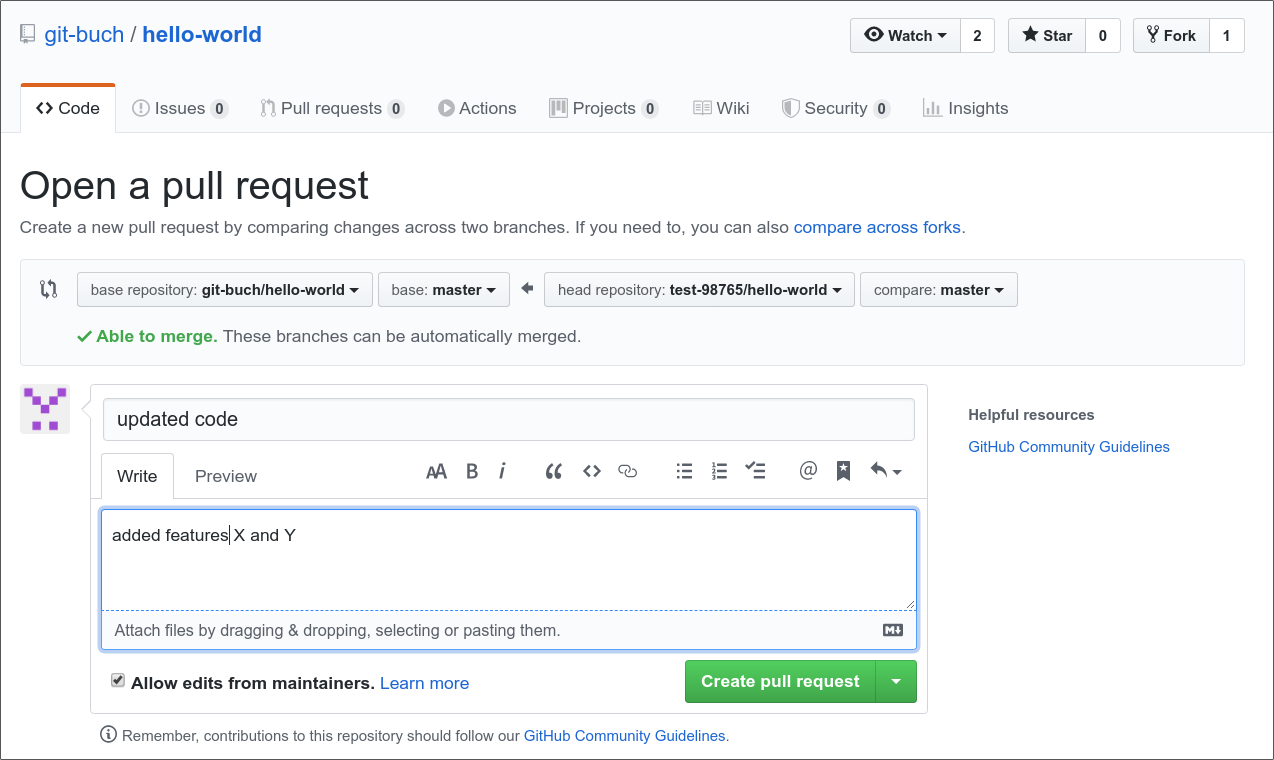 git-buch / hello-world
Watch 2 Star 0 Fork 1
Code Issues 0 Pull requests 0 Actions Projects 0 Wiki Security 0 Insights
Open a pull request
Create a new pull request by comparing changes across two branches. If you need to, you can also compare across forks.
base repository: git-buch/hello-world base: master head repository: test-98765/hello-world compare: master
Able to merge. These branches can be automatically merged.
updated code
Helpful resources
GitHub Community Guidelines
Write Preview
added features X and Y
Attach files by dragging & dropping, selecting or pasting them.
Allow edits from maintainers. Learn more
Create pull request
Remember, contributions to this repository should follow our GitHub Community Guidelines.